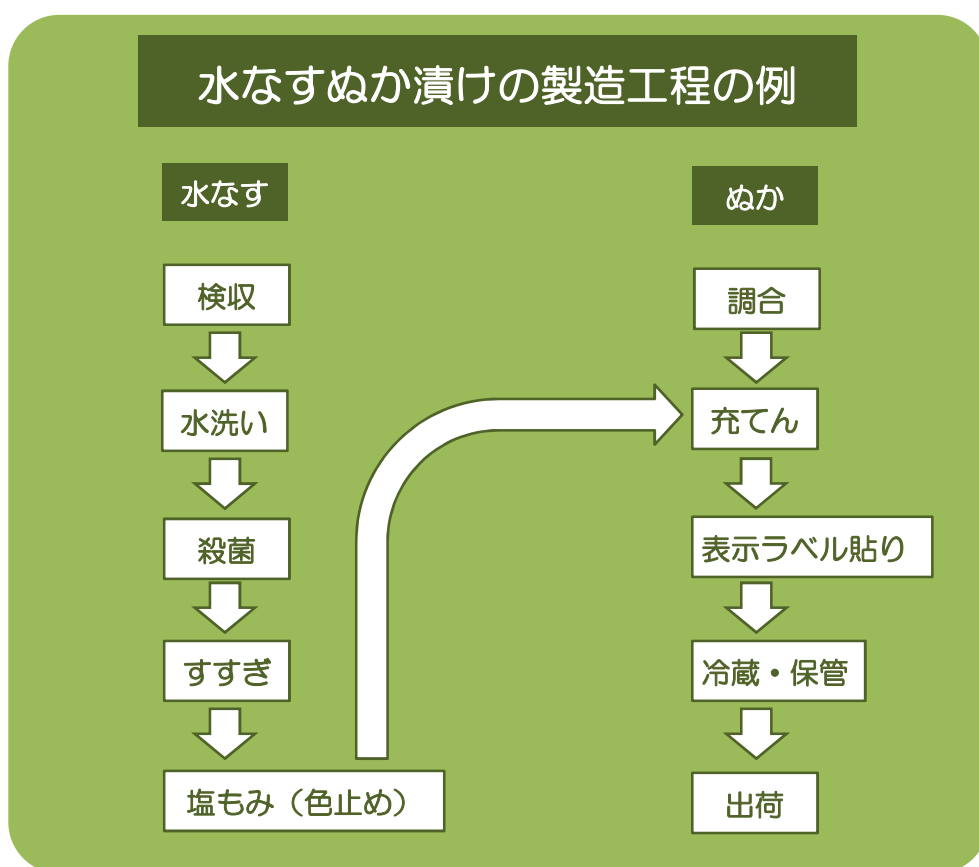 水なすぬか漬けの製造工程の例
水なす
検収
水洗い
殺菌
すすぎ
塩もみ（色止め）
ぬか
調合
充てん
表示ラベル貼り
冷蔵・保管
出荷